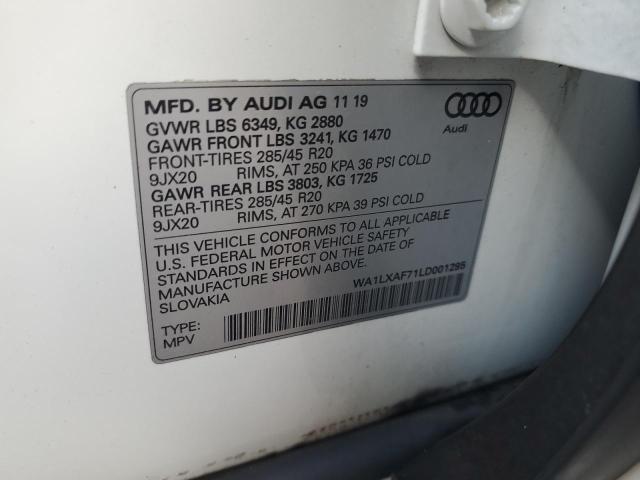 MFD. BY AUDI AG 11 19
GVWR LBS 6349, KG 2880
GAWR FRONT LBS 3241, KG 1470
FRONT-TIRES 285/45 R20
9JX20 RIMS, AT 250 KPA 36 PSI COLD
GAWR REAR LBS 3803, KG 1725
REAR-TIRES 285/45 R20
9JX20 RIMS, AT 270 KPA 39 PSI COLD
Audi
THIS VEHICLE CONFORMS TO ALL APPLICABLE
U.S. FEDERAL MOTOR VEHICLE SAFETY
STANDARDS IN EFFECT ON THE DATE OF
MANUFACTURE SHOWN ABOVE.
SLOVAKIA
WA1LXAF71LD001295
TYPE:
MPV